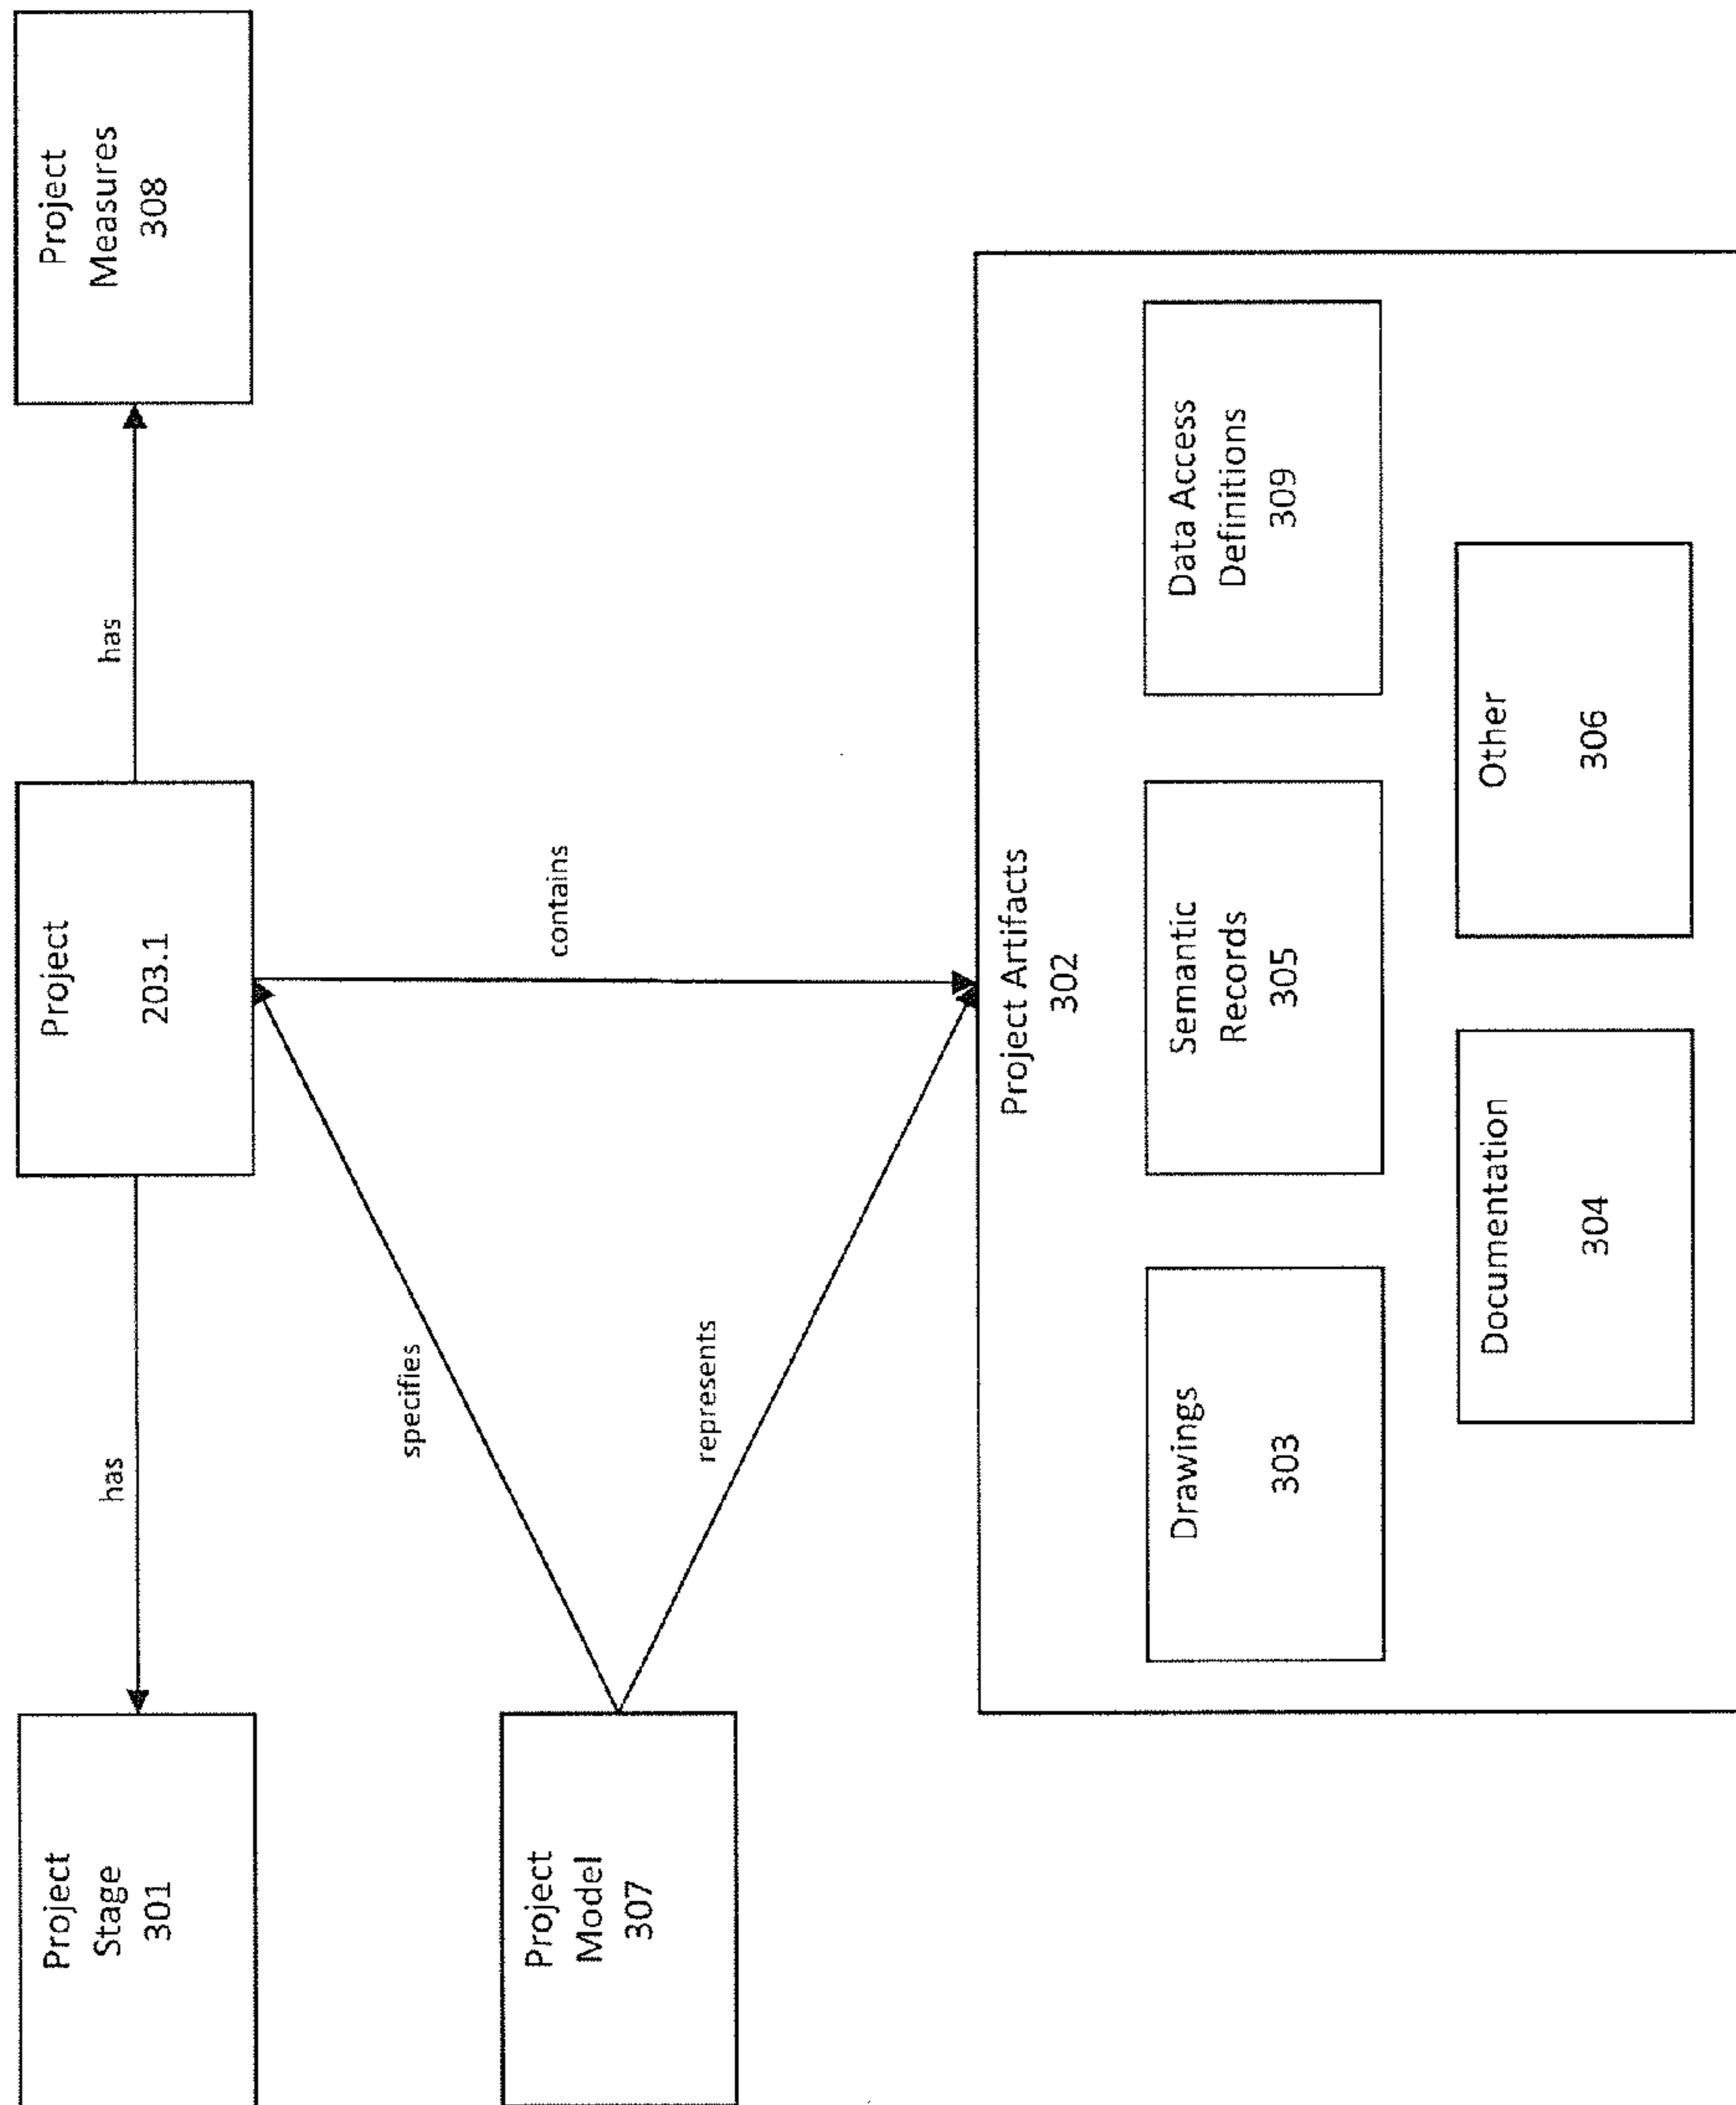 Project
Stage
301
has
Project
203.1
has
Project
Measures
308
Project
Model
307
specifies
represents
contains
Project Artifacts
302
Drawings
303
Semantic
Records
305
Data Access
Definitions
309
Documentation
304
Other
306